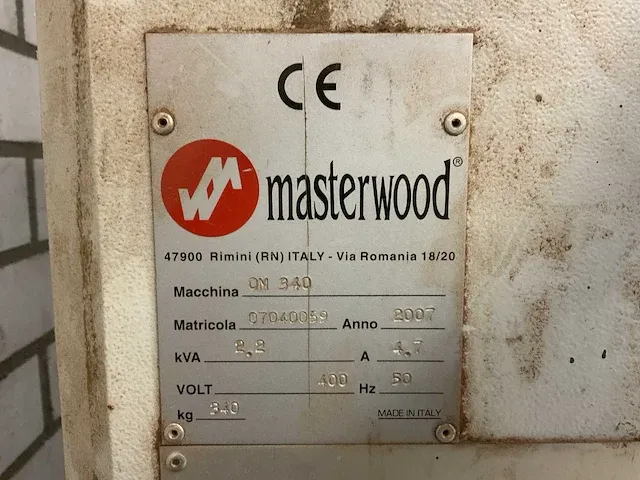 CE
masterwood®
47900 Rimini (RN) ITALY - Via Romania 18/20
Macchina OM 340
Matricola 07040059 Anno 2007
kVA 2,2 A 4,7
VOLT 400 Hz 50
kg 340 MADE IN ITALY